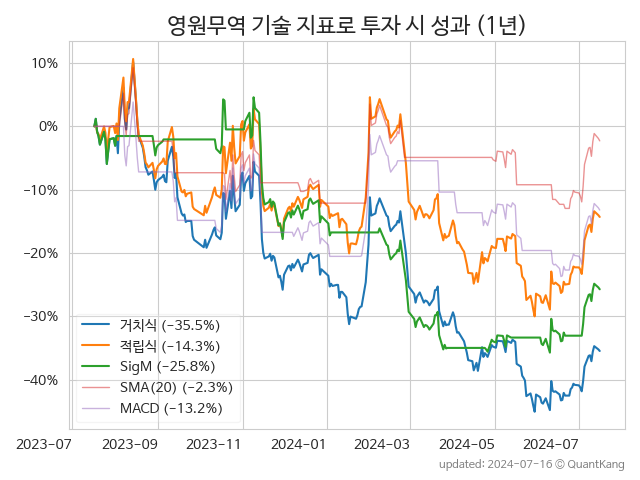 영원무역 기술 지표로 투자 시 성과 (1년)
10%
0%
−10%
−20%
−30%
−40%
거치식 (−35.5%)
적립식 (−14.3%)
SigM (−25.8%)
SMA(20) (−2.3%)
MACD (−13.2%)
2023-07 2023-09 2023-11 2024-01 2024-03 2024-05 2024-07
updated: 2024-07-16 © QuantKang